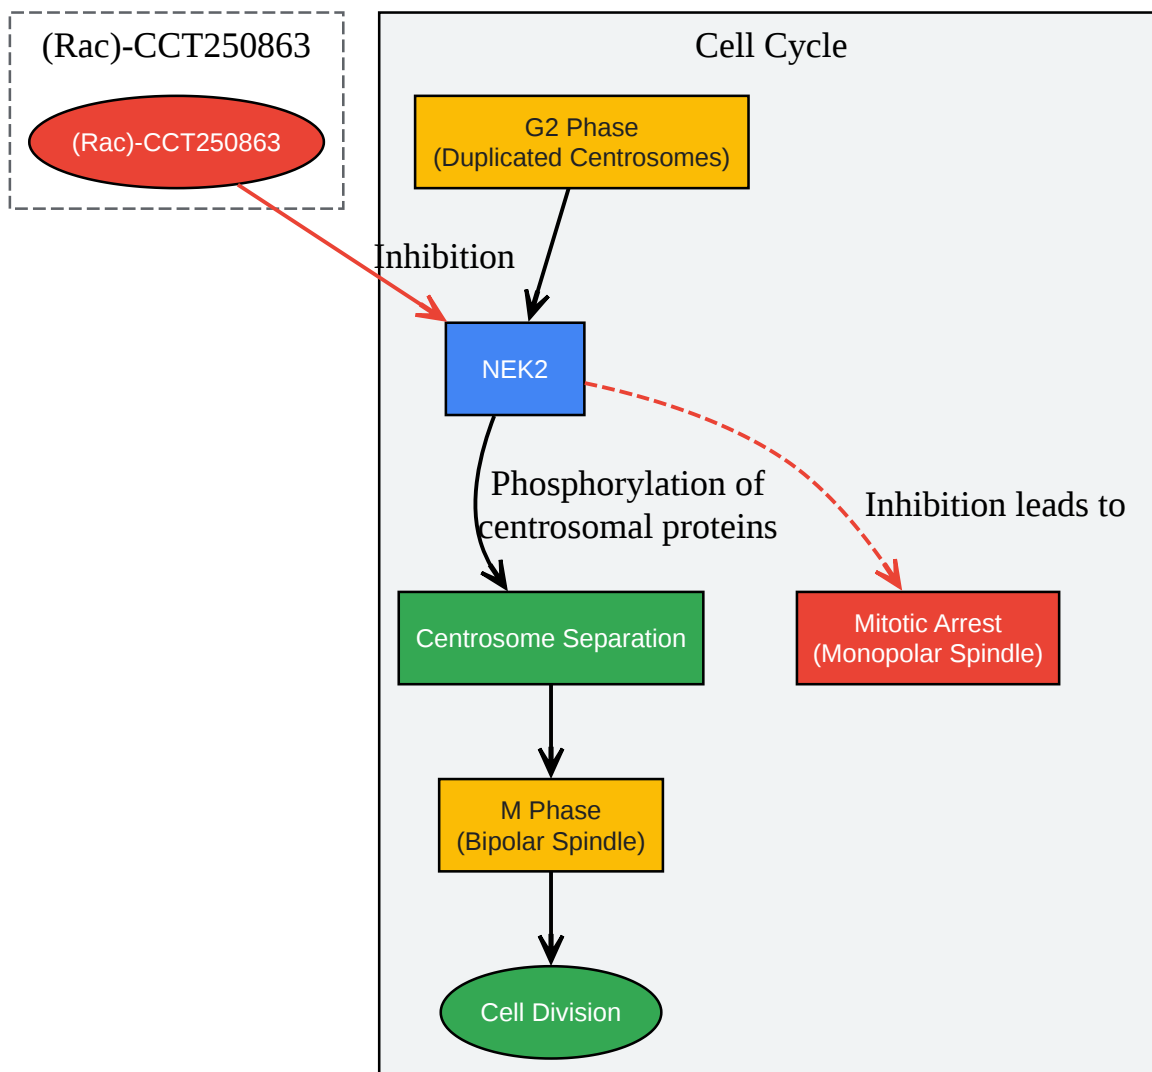 (Rac)-CCT250863
(Rac)-CCT250863
Cell Cycle
G2 Phase
(Duplicated Centrosomes)
Inhibition
NEK2
Phosphorylation of
centrosomal proteins
Inhibition leads to
Centrosome Separation
Mitotic Arrest
(Monopolar Spindle)
M Phase
(Bipolar Spindle)
Cell Division